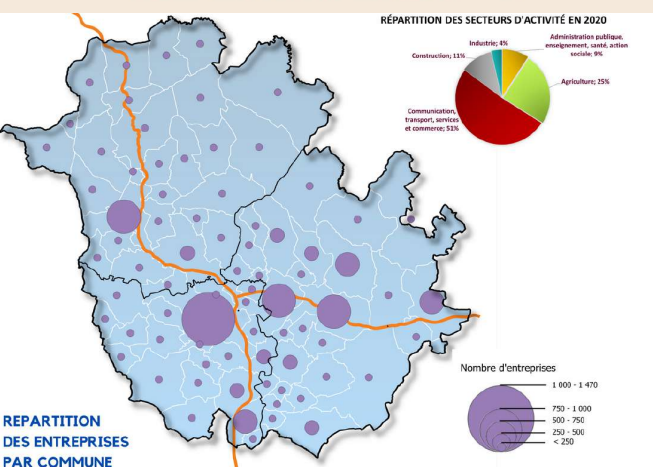 RÉPARTITION DES SECTEURS D'ACTIVITÉ EN 2020
Industrie; 4%
Administration publique,
enseignement, santé, action
sociale; 9%
Construction; 11%
Agriculture; 25%
Communication,
transport, services
et commerce; 51%
Nombre d'entreprises
1 000 - 1 470
750 - 1 000
500 - 750
250 - 500
< 250
REPARTITION
DES ENTREPRISES
PAR COMMUNE